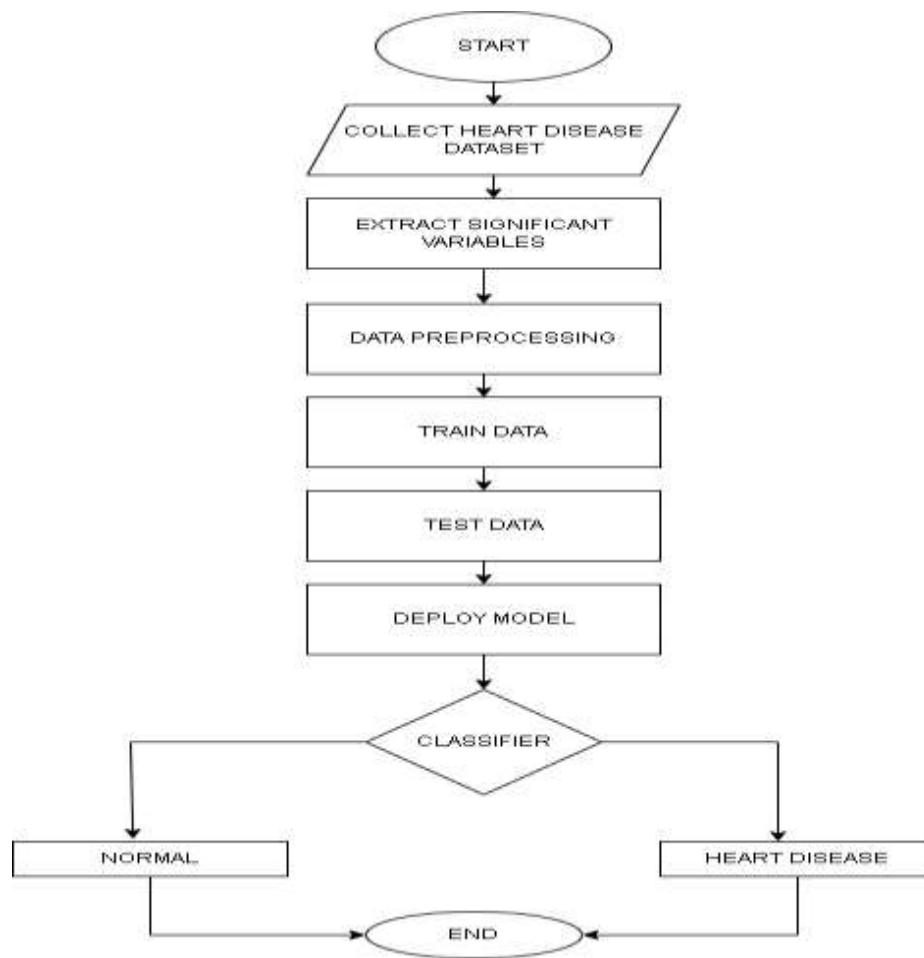 START
COLLECT HEART DISEASE
DATASET
EXTRACT SIGNIFICANT
VARIABLES
DATA PREPROCESSING
TRAIN DATA
TEST DATA
DEPLOY MODEL
CLASSIFIER
NORMAL
HEART DISEASE
END